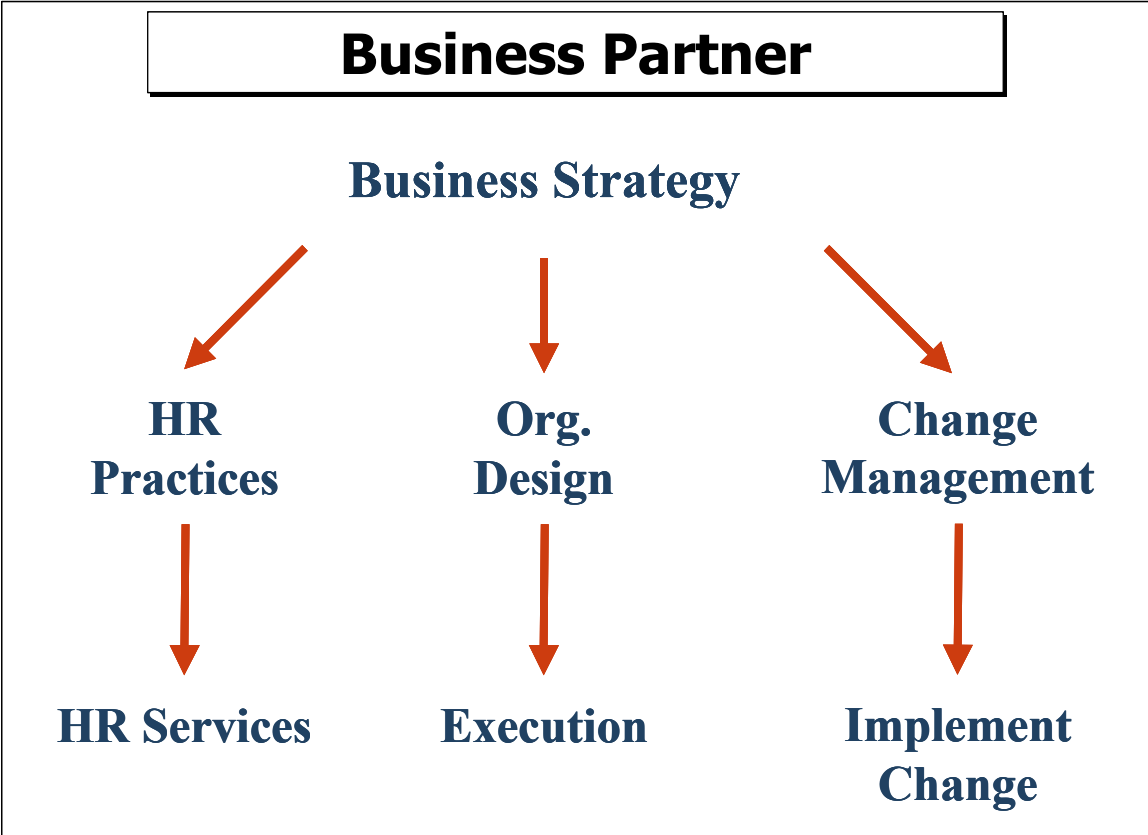 Business Partner
Business Strategy
HR
Practices
Org.
Design
Change
Management
HR Services
Execution
Implement
Change